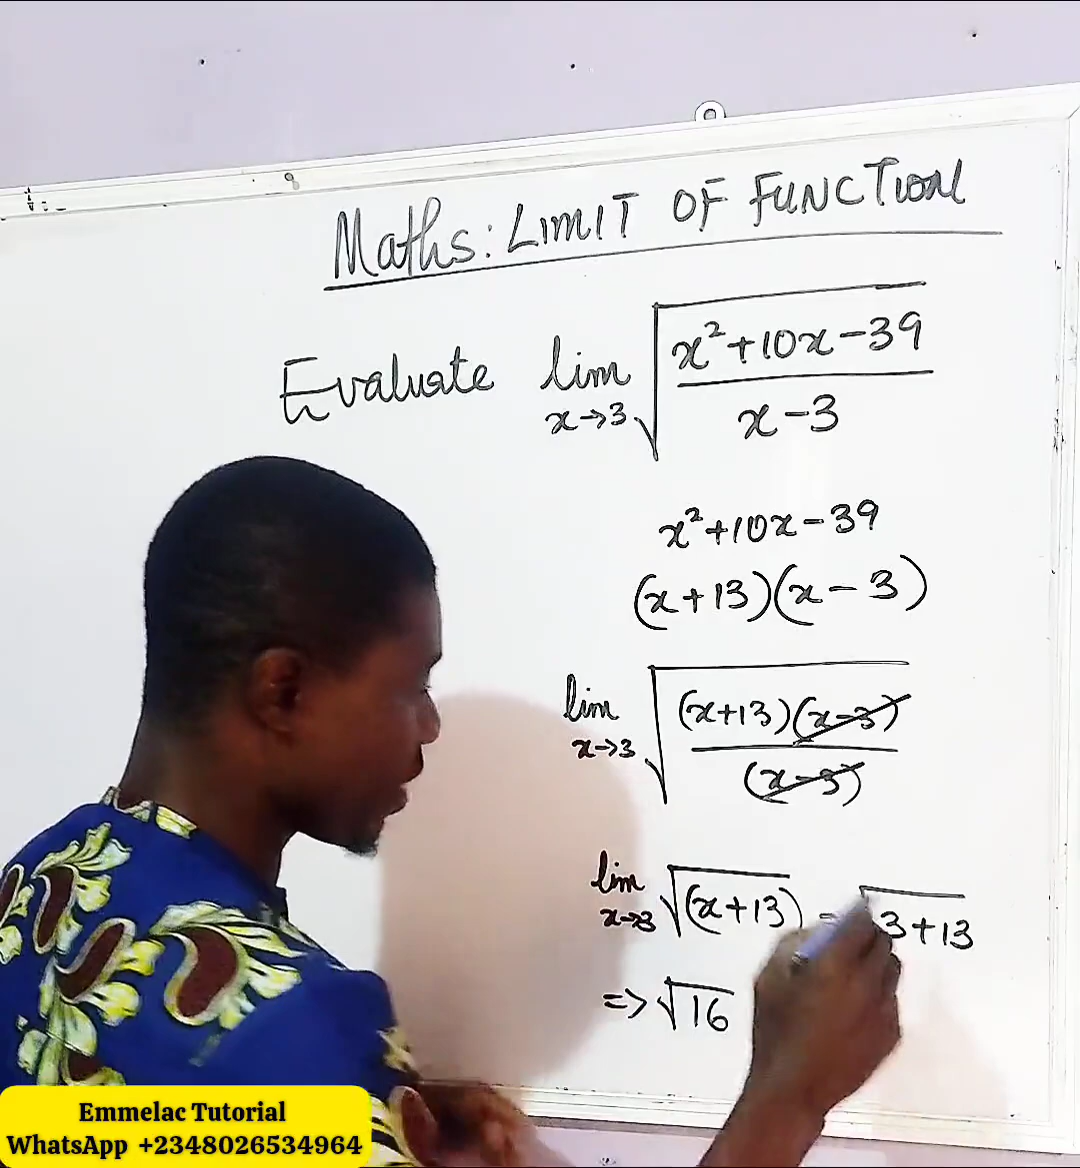 Maths: LIMIT OF FUNCTION
Evaluate lim x→3 √((x²+10x-39)/(x-3))
x²+10x-39
(x+13)(x-3)
lim x→3 √((x+13)(x-3)/(x-3))
lim x→3 √(x+13) = √3+13
=> √16
Emmelac Tutorial
WhatsApp +2348026534964